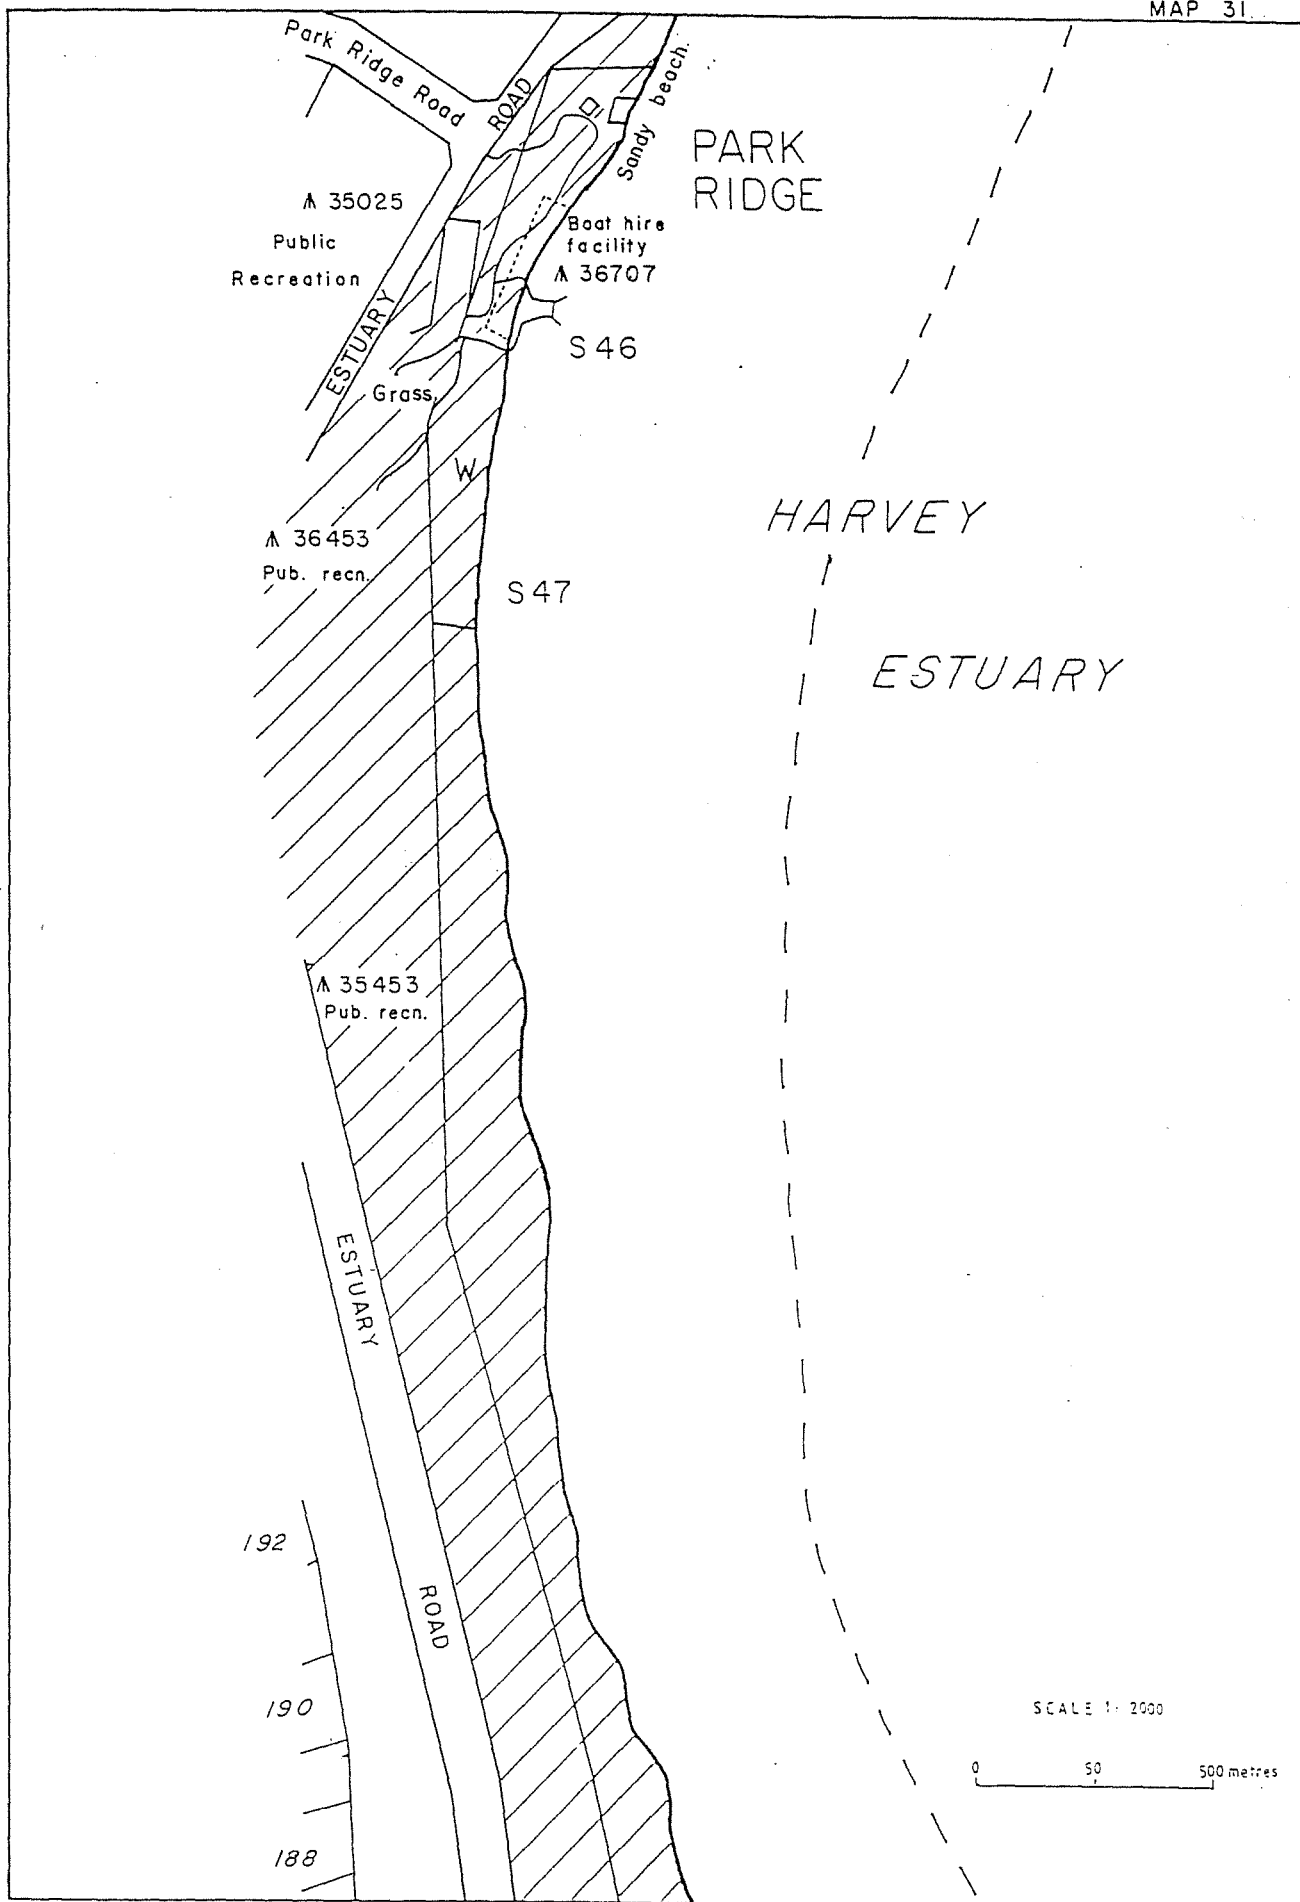 MAP 31
Park Ridge Road
ROAD
Sandy beach.
PARK
RIDGE
⩚ 35025
Public
Recreation
Boat hire
facility
⩚ 36707
ESTUARY
S 46
Grass
W
HARVEY
⩚ 36453
Pub. recn.
S 47
ESTUARY
⩚ 35453
Pub. recn.
ESTUARY
192
ROAD
190
SCALE 1: 2000
0 50 500 metres
188